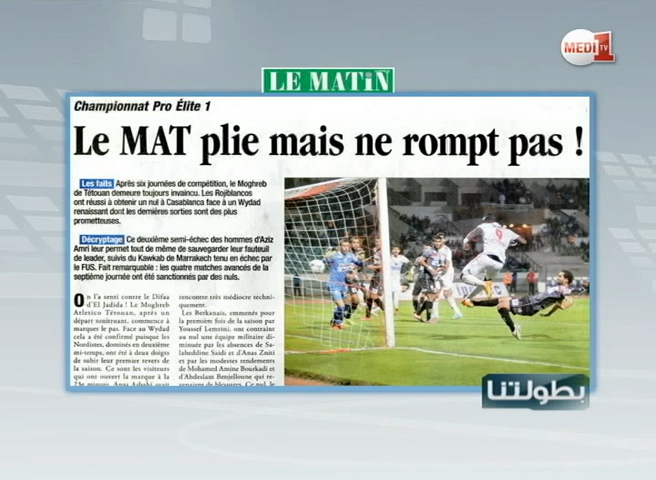 MEDI 1 TV
LE MATIN
Championnat Pro Élite 1
Le MAT plie mais ne rompt pas !
Les faits Après six journées de compétition, le Moghreb
de Tétouan demeure toujours invaincu. Les Rojiblancos
ont réussi à obtenir un nul à Casablanca face à un Wydad
renaissant dont les dernières sorties sont des plus
prometteuses.
Décryptage Ce deuxième semi-échec des hommes d'Aziz
Amri leur permet tout de même de sauvegarder leur fauteuil
de leader, suivis du Kawkab de Marrakech tenu en échec par
le FUS. Fait remarquable : les quatre matches avancés de la
septième journée ont été sanctionnés par des nuls.
On l'a senti contre le Difaâ
d'El Jadida ! Le Moghreb
Atletico Tétouan, après un
départ tonitruant, commence à
marquer le pas. Face au Wydad
cela a été confirmé puisque les
Nordistes, dominés en deuxième
mi-temps, ont été à deux doigts
de subir leur premier revers de
la saison. Ce sont les visiteurs
qui ont ouvert la marque à la
23e minute. Anas
rencontre très médiocre techni-
quement.
Les Berkanais, emmenés pour
la première fois de la saison par
Youssef Lemrini, ont contraint
au nul une équipe militaire di-
minuée par les absences de Sa-
laheddine Saidi et d'Anas Zniti
et par les modestes rendements
de Mohamed Amine Bourkadi et
d'Abdeslam Benjelloune qui re-
venaient de blessures. Ce nul, le
بطولتنا